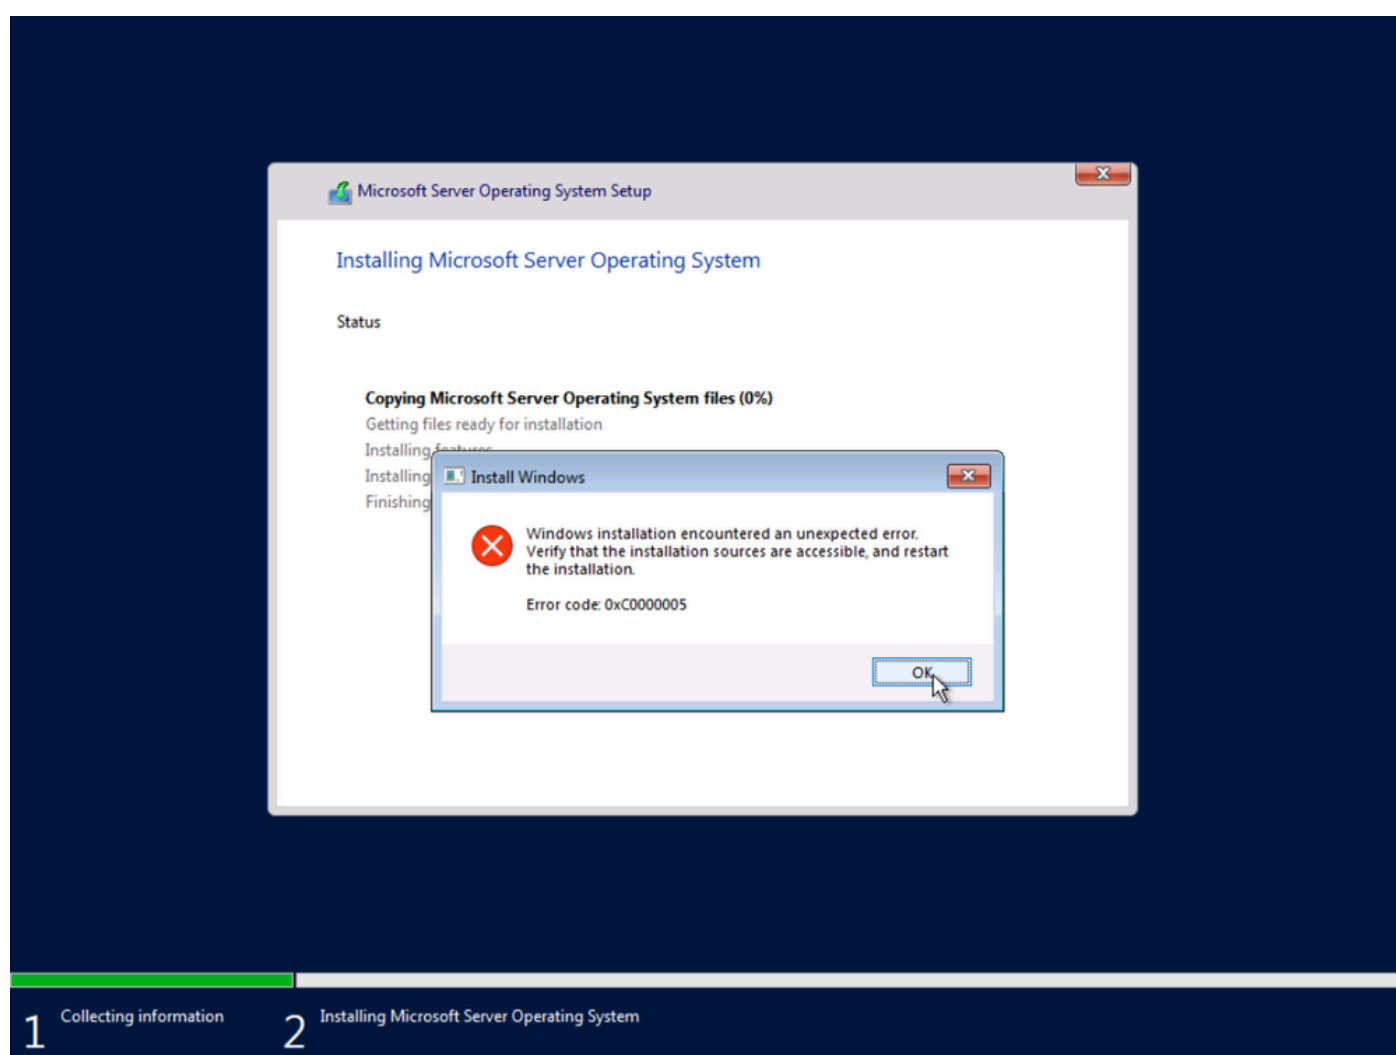 Microsoft Server Operating System Setup
Installing Microsoft Server Operating System
Status
Copying Microsoft Server Operating System files (0%)
Getting files ready for installation
Installing features
Installing
Finishing
Install Windows
Windows installation encountered an unexpected error.
Verify that the installation sources are accessible, and restart
the installation.
Error code: 0xC0000005
OK
1 Collecting information
2 Installing Microsoft Server Operating System